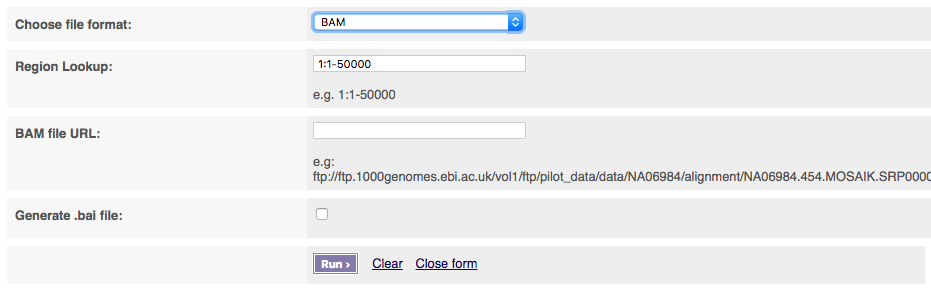 Choose file format: BAM
Region Lookup: 1:1-50000
e.g. 1:1-50000
BAM file URL:
e.g:
ftp://ftp.1000genomes.ebi.ac.uk/vol1/ftp/pilot_data/data/NA06984/alignment/NA06984.454.MOSAIK.SRP0000
Generate .bai file:
Run › Clear Close form